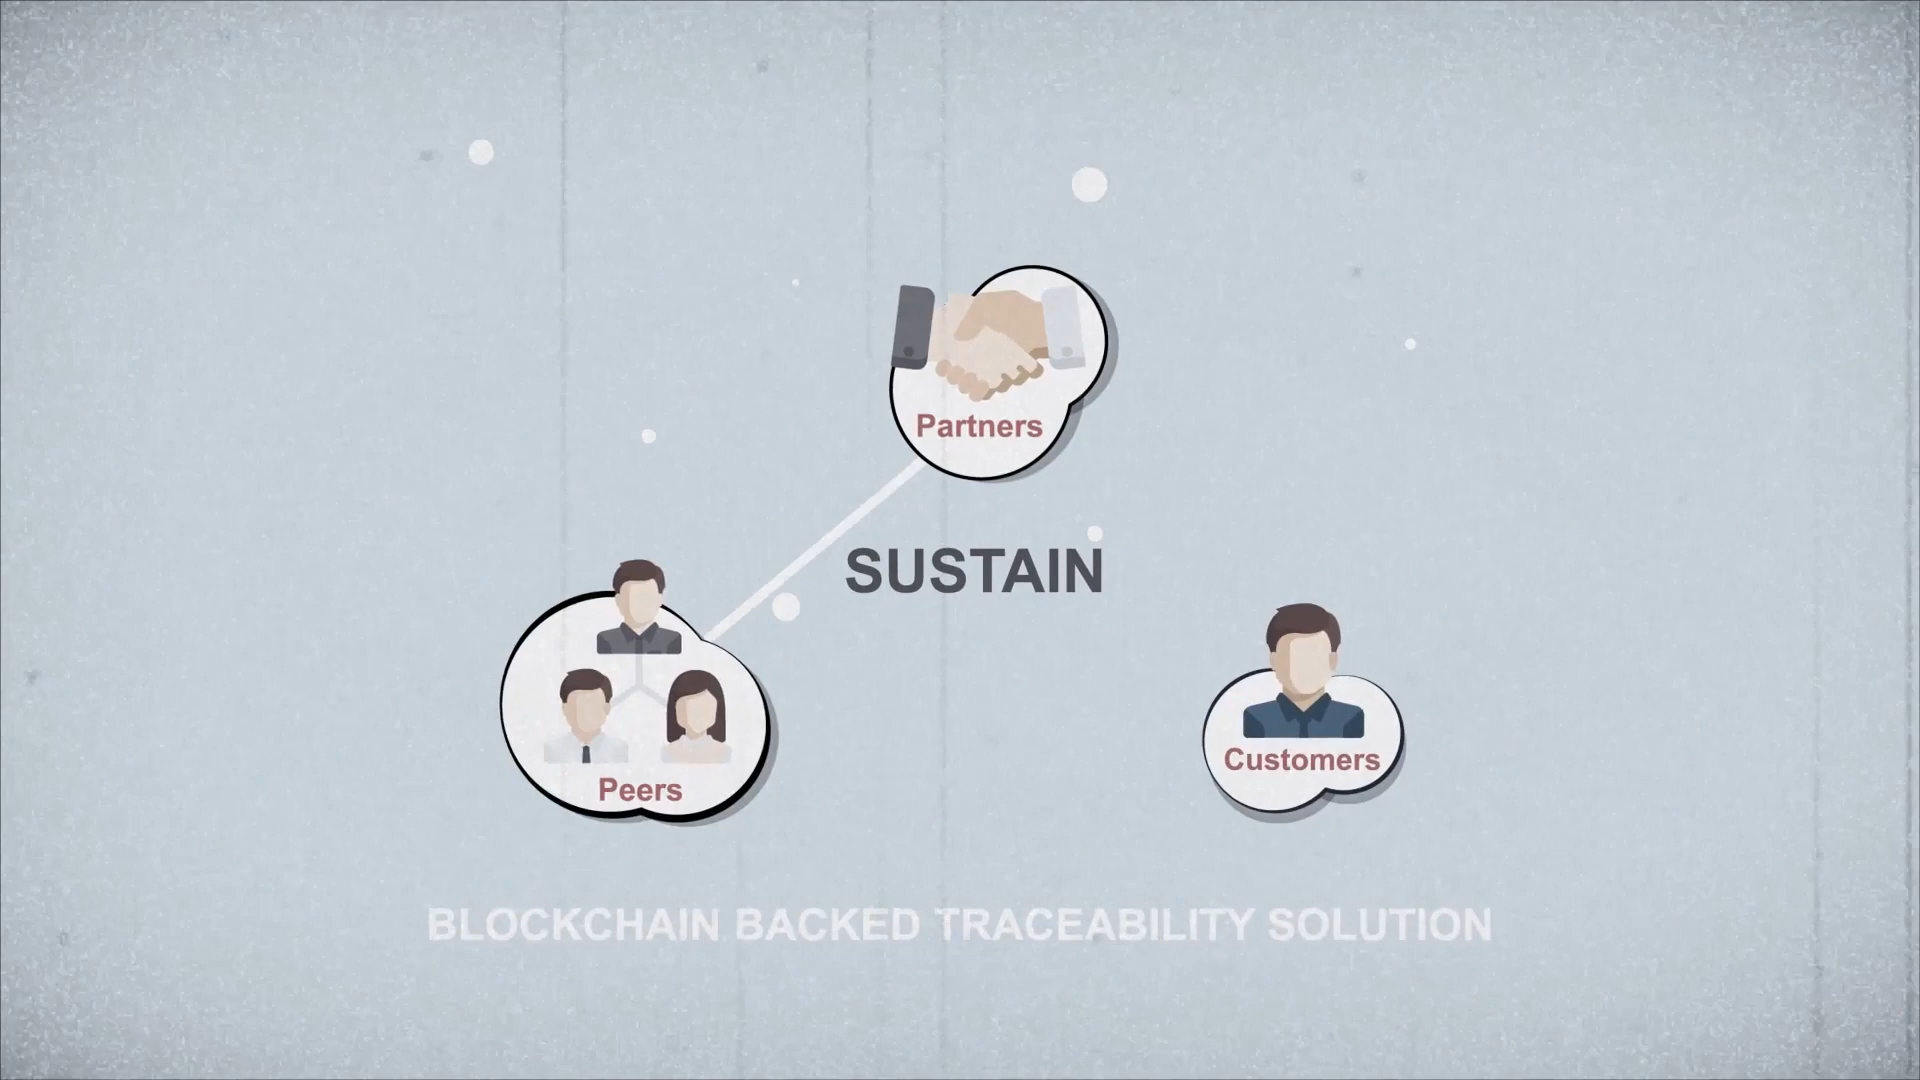 Partners
SUSTAIN
Peers
Customers
BLOCKCHAIN BACKED TRACEABILITY SOLUTION